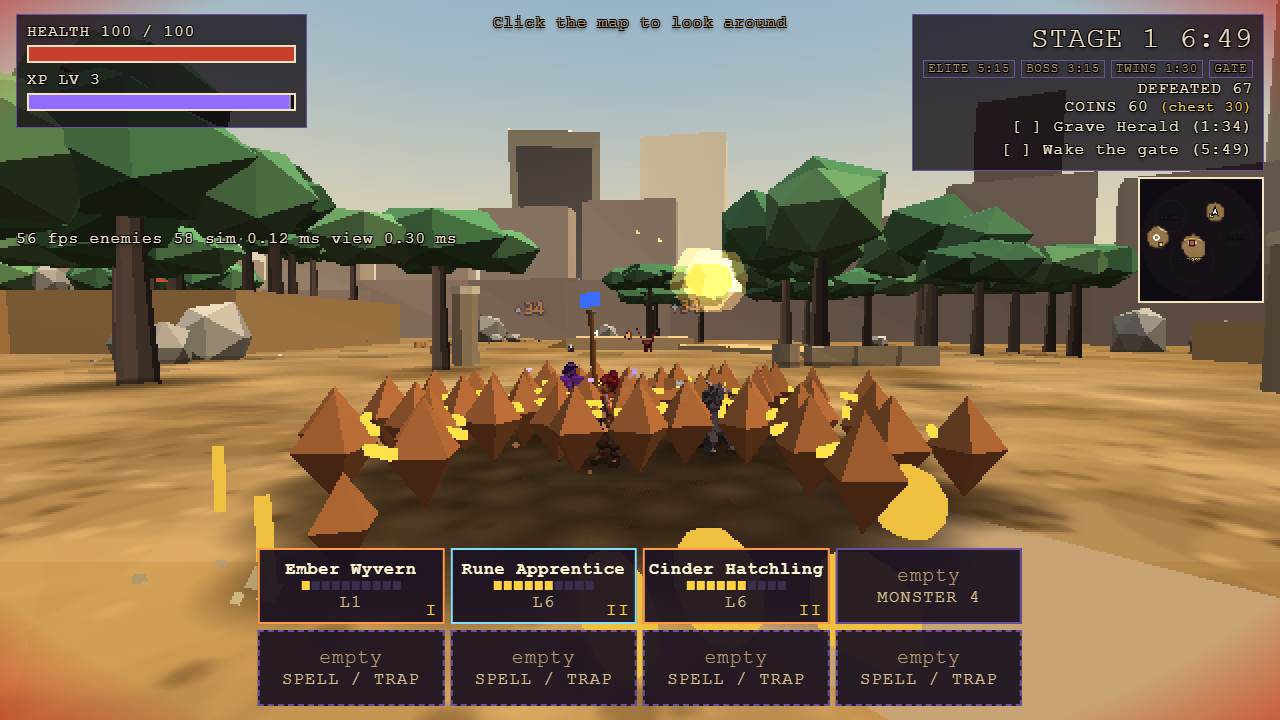 HEALTH 100 / 100
XP LV 3
Click the map to look around
STAGE 1 6:49
ELITE 5:15 BOSS 3:15 TWINS 1:30 GATE
DEFEATED 67
COINS 60 (chest 30)
[ ] Grave Herald (1:34)
[ ] Wake the gate (5:49)
56 fps enemies 58 sim 0.12 ms view 0.30 ms
Ember Wyvern
L1
I
Rune Apprentice
L6
II
Cinder Hatchling
L6
II
empty
MONSTER 4
empty
SPELL / TRAP
empty
SPELL / TRAP
empty
SPELL / TRAP
empty
SPELL / TRAP